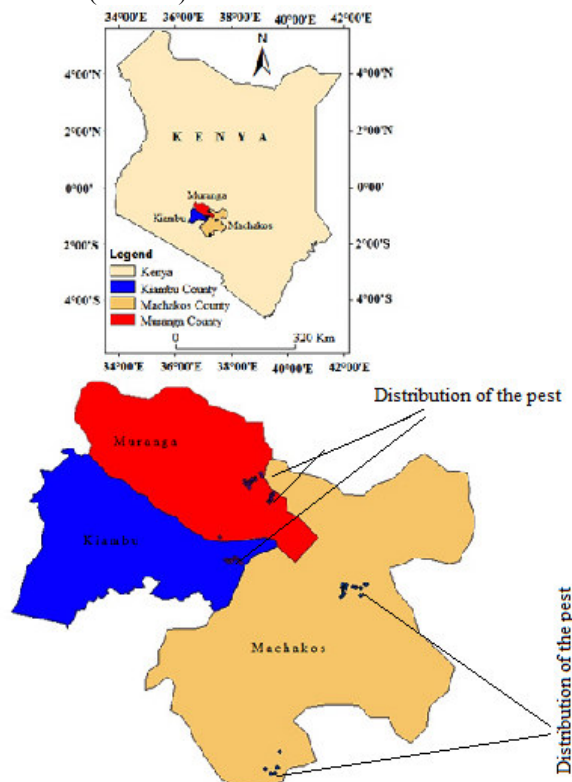 34°00'E 36°00'E 38°00'E 40°00'E 42°00'E
N
4°00'N 4°00'N
2°00'N 2°00'N
K E N Y A
0°00' 0°00'
Muranga
Kiambu
Machakos
2°00'S 2°00'S
Legend
Kenya
Kiambu County
Machakos County
Muranga County
4°00'S 4°00'S
0 320 Km
34°00'E 36°00'E 38°00'E 40°00'E 42°00'E
Distribution of the pest
Muranga
Kiambu
Machakos
Distribution of the pest